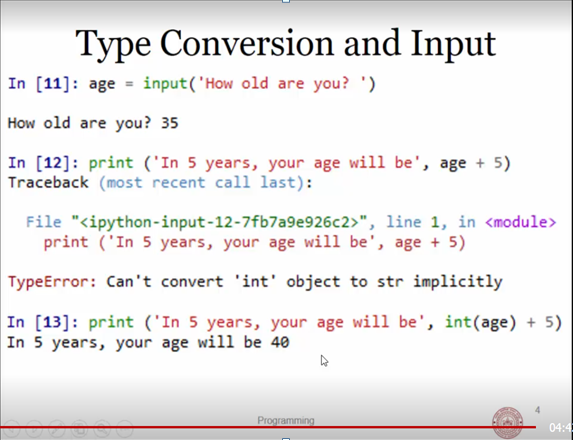 Type Conversion and Input
In [11]: age = input('How old are you? ')
How old are you? 35
In [12]: print ('In 5 years, your age will be', age + 5)
Traceback (most recent call last):
File "<ipython-input-12-7fb7a9e926c2>", line 1, in <module>
print ('In 5 years, your age will be', age + 5)
TypeError: Can't convert 'int' object to str implicitly
In [13]: print ('In 5 years, your age will be', int(age) + 5)
In 5 years, your age will be 40
4
Programming